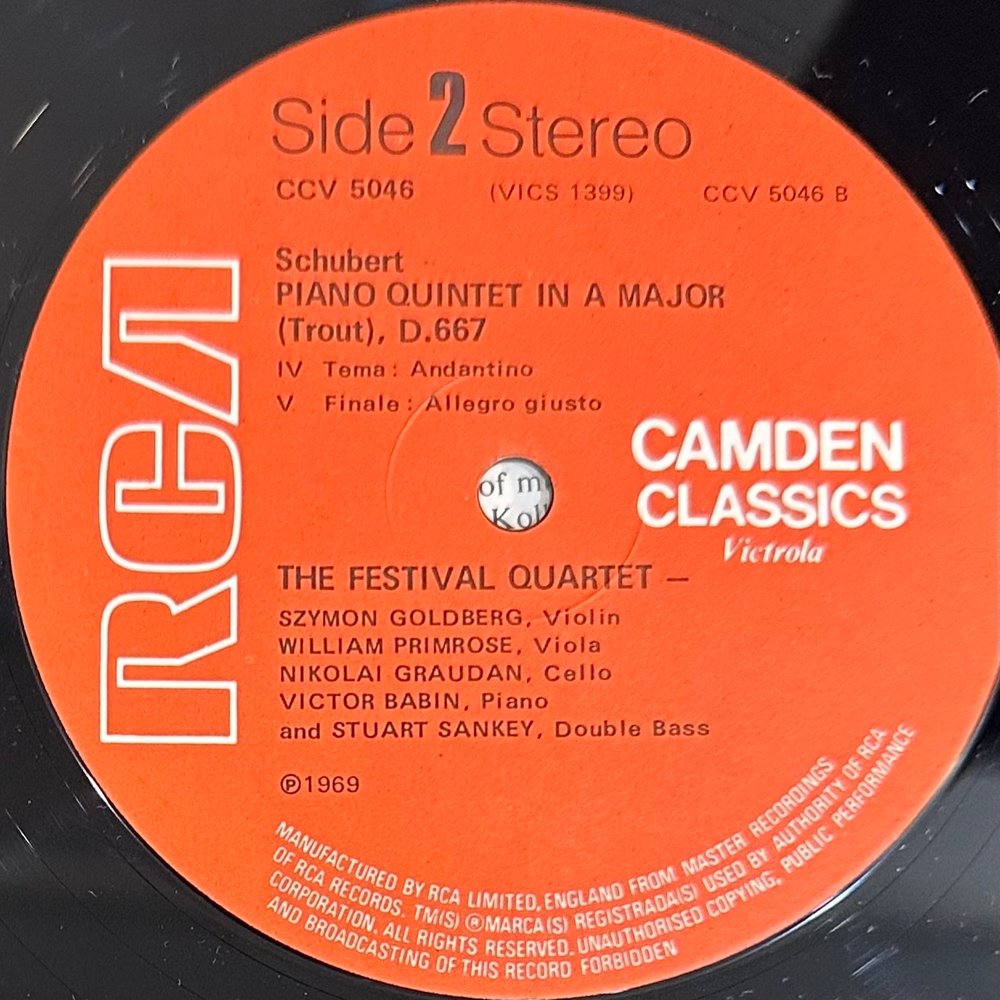 Side 2 Stereo
CCV 5046 (VICS 1399) CCV 5046 B
Schubert
PIANO QUINTET IN A MAJOR
(Trout), D.667
IV Tema : Andantino
V Finale : Allegro giusto
RCA
CAMDEN
CLASSICS
Victrola
of m
Kol
THE FESTIVAL QUARTET –
SZYMON GOLDBERG, Violin
WILLIAM PRIMROSE, Viola
NIKOLAI GRAUDAN, Cello
VICTOR BABIN, Piano
and STUART SANKEY, Double Bass
℗1969
MANUFACTURED BY RCA LIMITED, ENGLAND FROM MASTER RECORDINGS
OF RCA RECORDS. TM(S) ® MARCA(S) REGISTRADA(S) USED BY AUTHORITY OF RCA
CORPORATION. ALL RIGHTS RESERVED. UNAUTHORISED COPYING, PUBLIC PERFORMANCE
AND BROADCASTING OF THIS RECORD FORBIDDEN